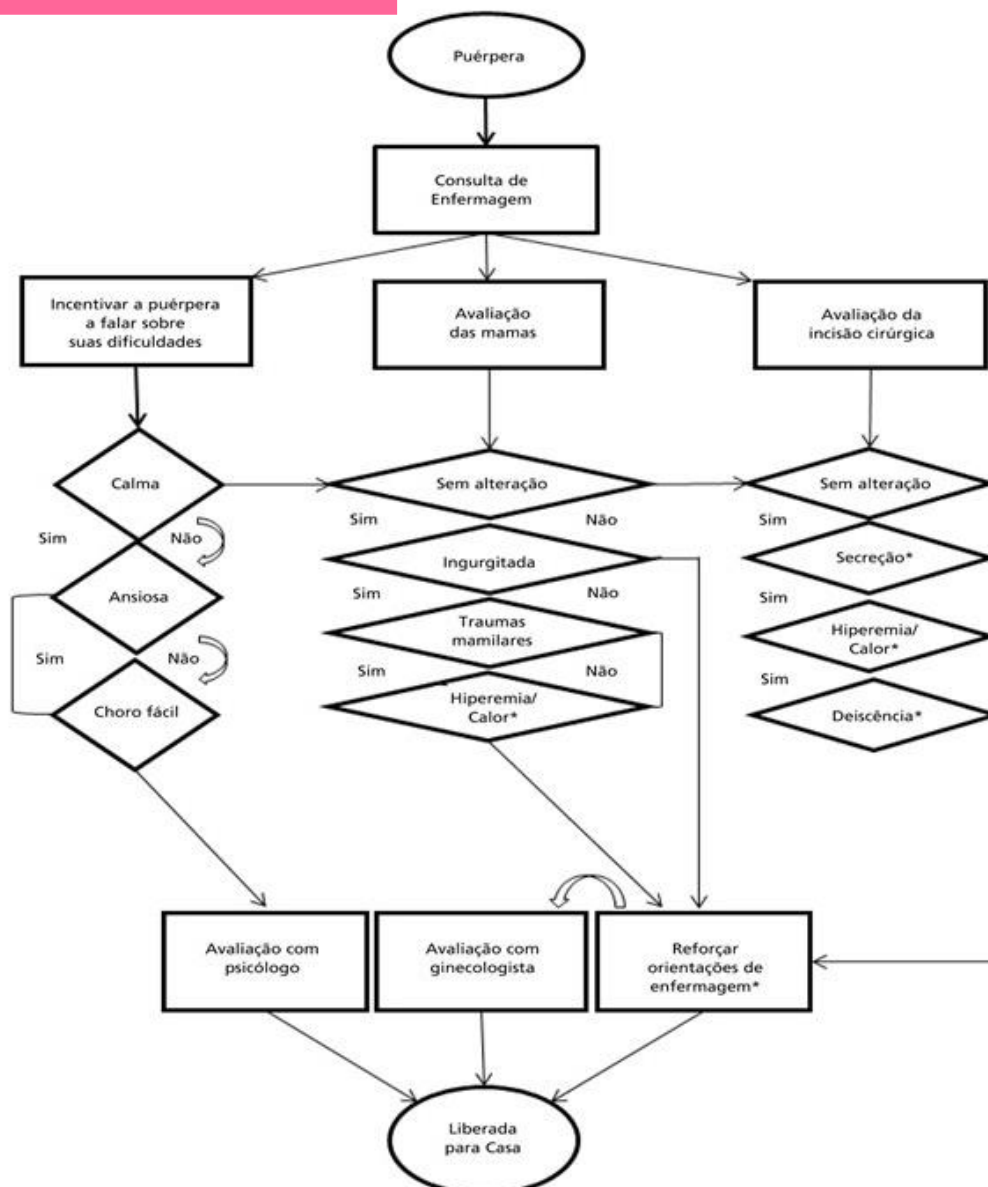 Puérpera
Consulta de
Enfermagem
Incentivar a puérpera
a falar sobre
suas dificuldades
Avaliação
das mamas
Avaliação da
incisão cirúrgica
Calma
Sem alteração
Sem alteração
Sim
Não
Sim
Não
Sim
Ansiosa
Ingurgitada
Secreção*
Sim
Não
Sim
Traumas
mamilares
Hiperemia/
Calor*
Sim
Não
Sim
Não
Sim
Choro fácil
Hiperemia/
Calor*
Deiscência*
Avaliação com
psicólogo
Avaliação com
ginecologista
Reforçar
orientações de
enfermagem*
Liberada
para Casa